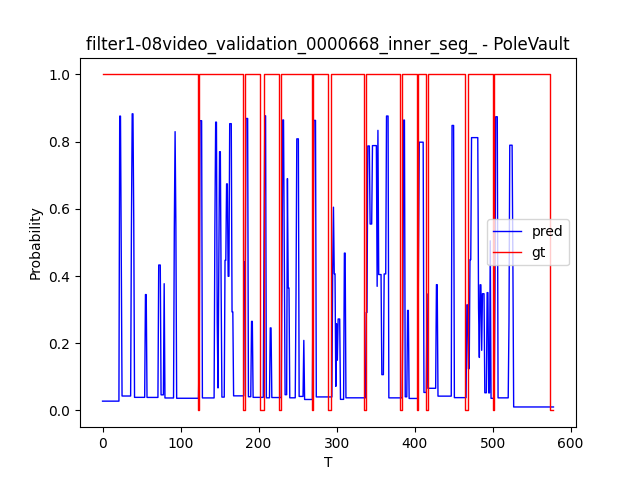 filter1-08video_validation_0000668_inner_seg_ - PoleVault
1.0
0.8
0.6
0.4
0.2
0.0
Probability
pred
gt
0 100 200 300 400 500 600
T